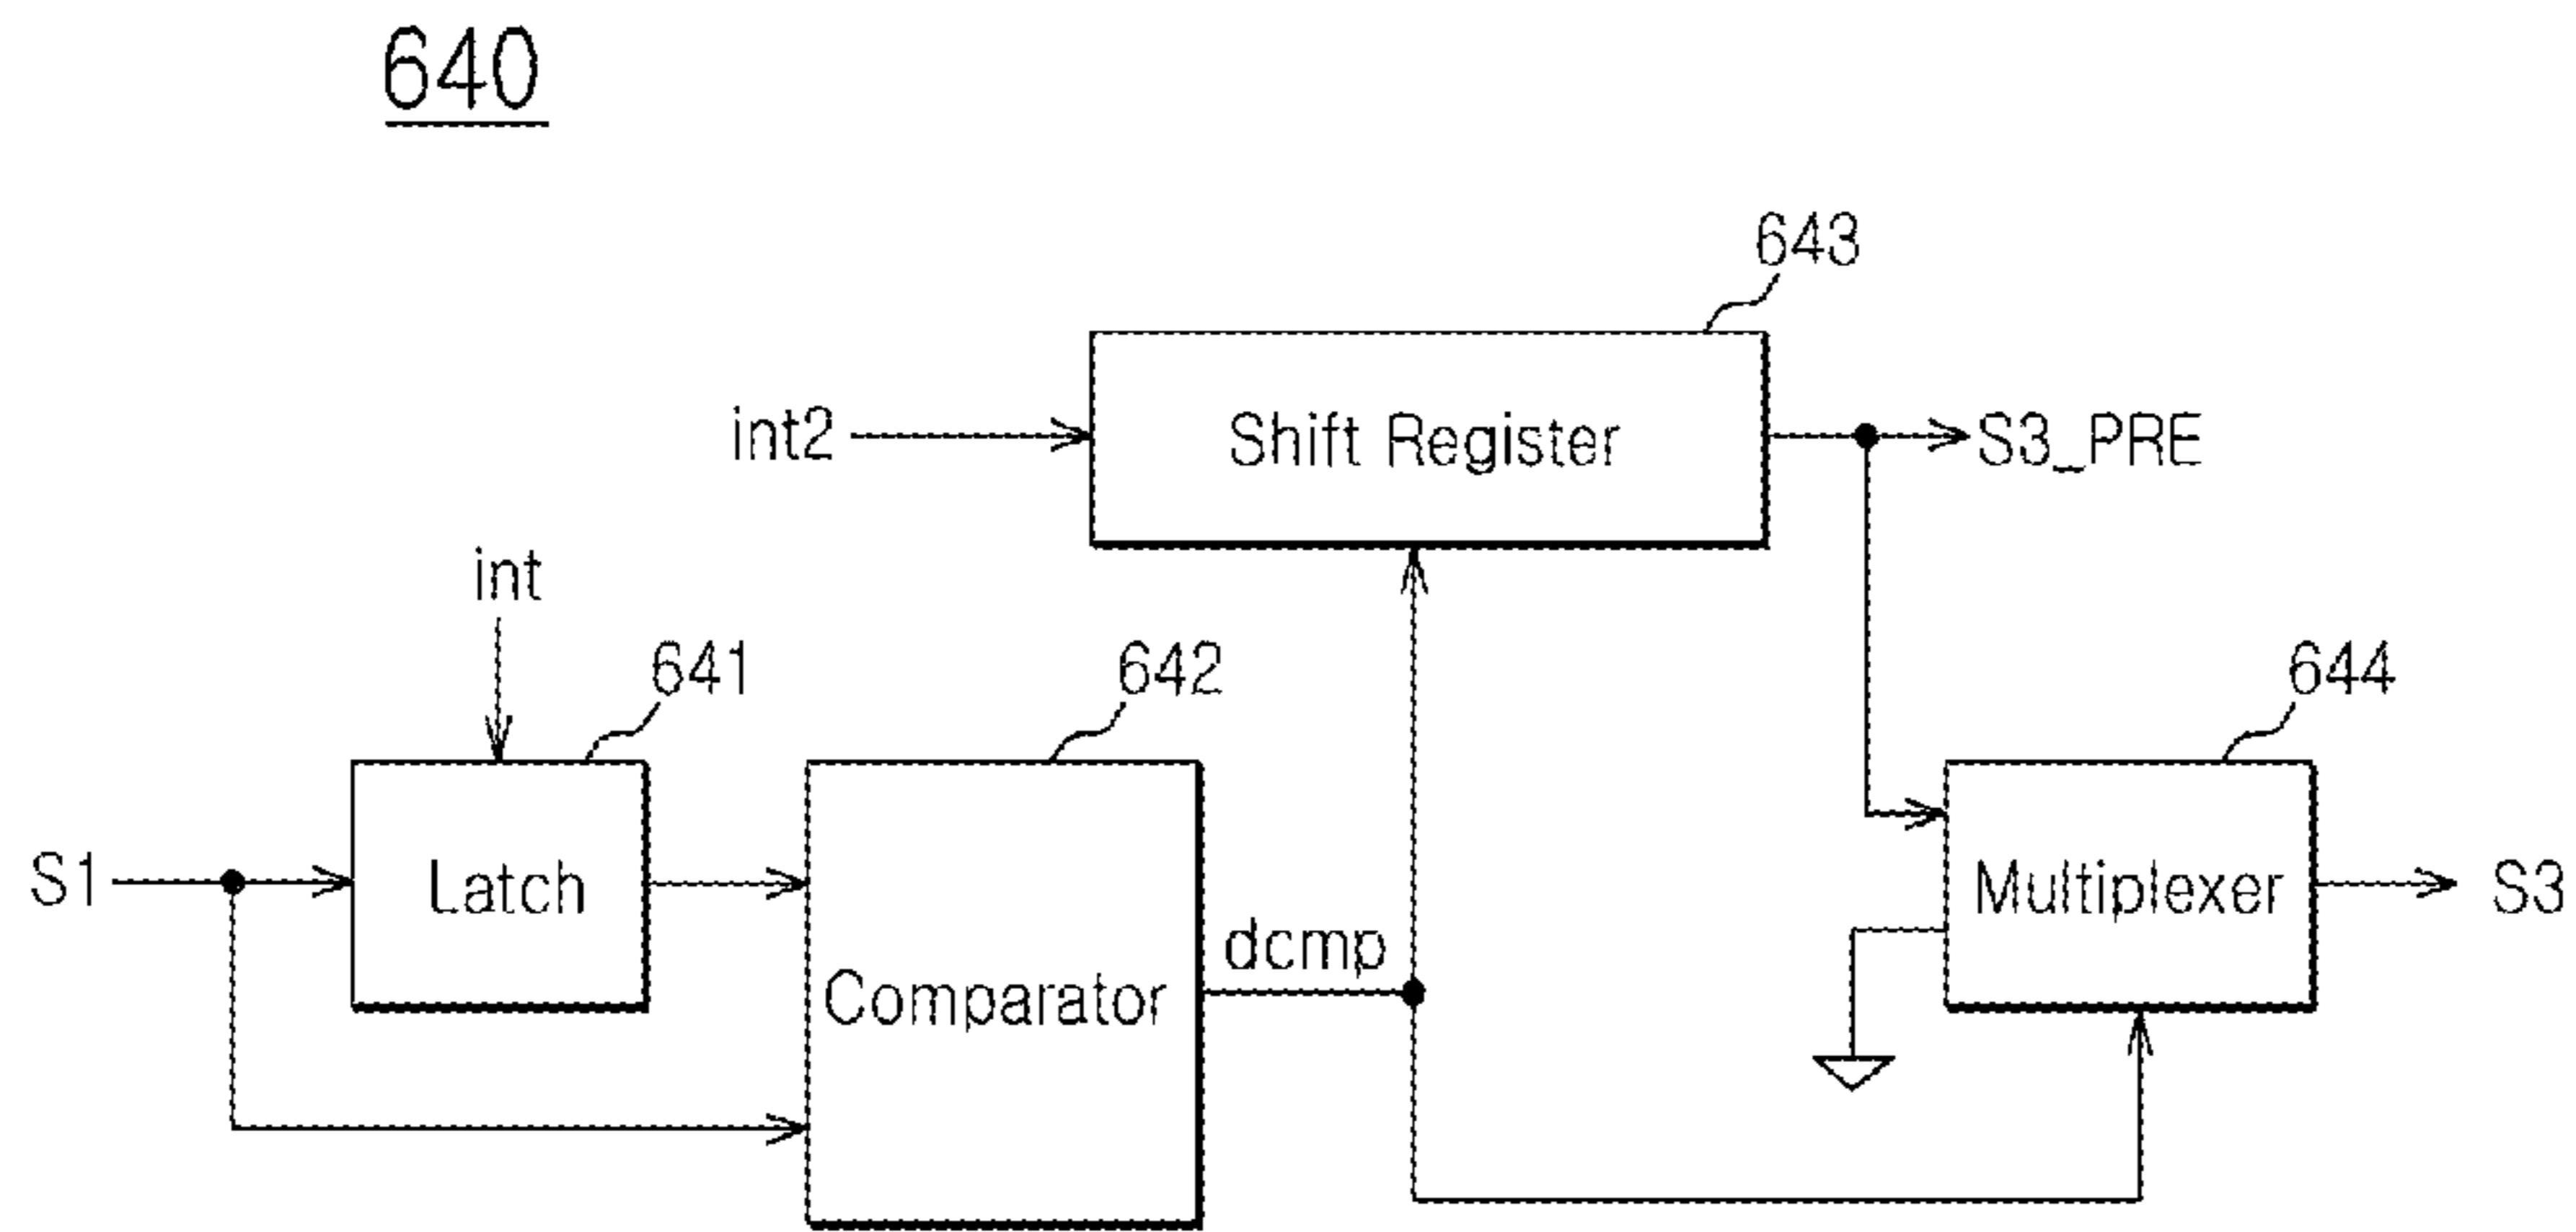 640
643
int2
Shift Register
S3_PRE
int
641
642
644
S1
Latch
Multiplexer
S3
dcmp
Comparator